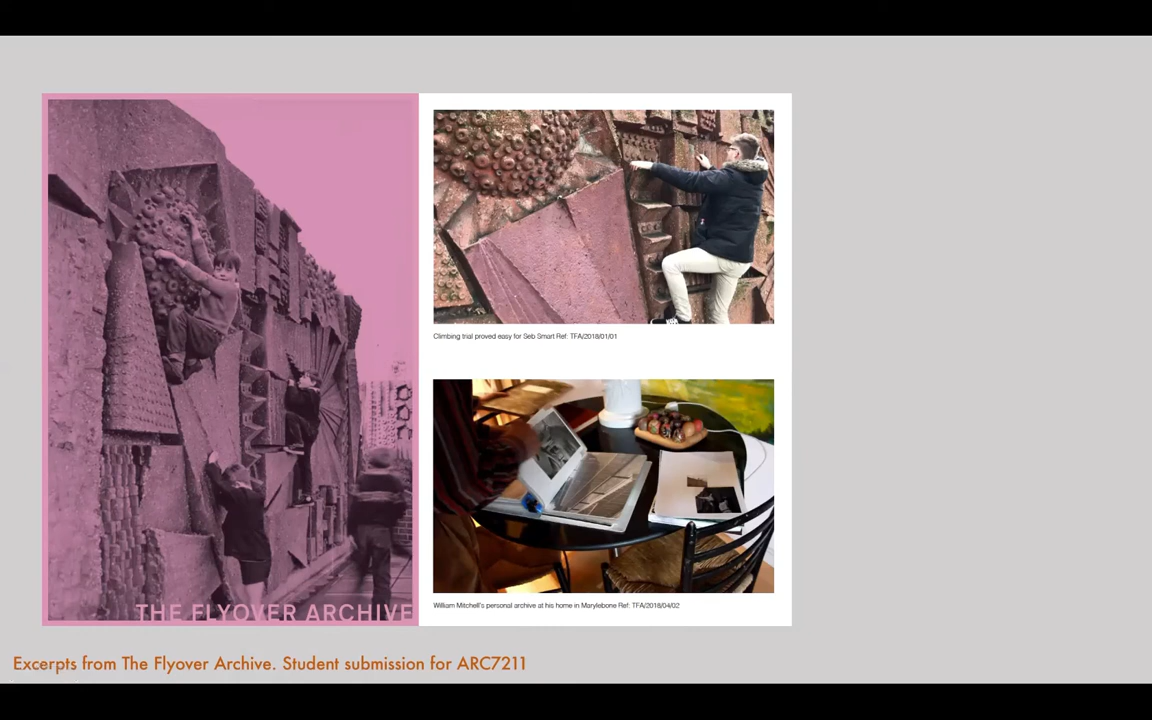 THE FLYOVER ARCHIVE
Climbing trial proved easy for Seb Smart Ref: TFA/2018/01/01
William Mitchell's personal archive at his home in Marylebone Ref: TFA/2018/04/02
Excerpts from The Flyover Archive. Student submission for ARC7211